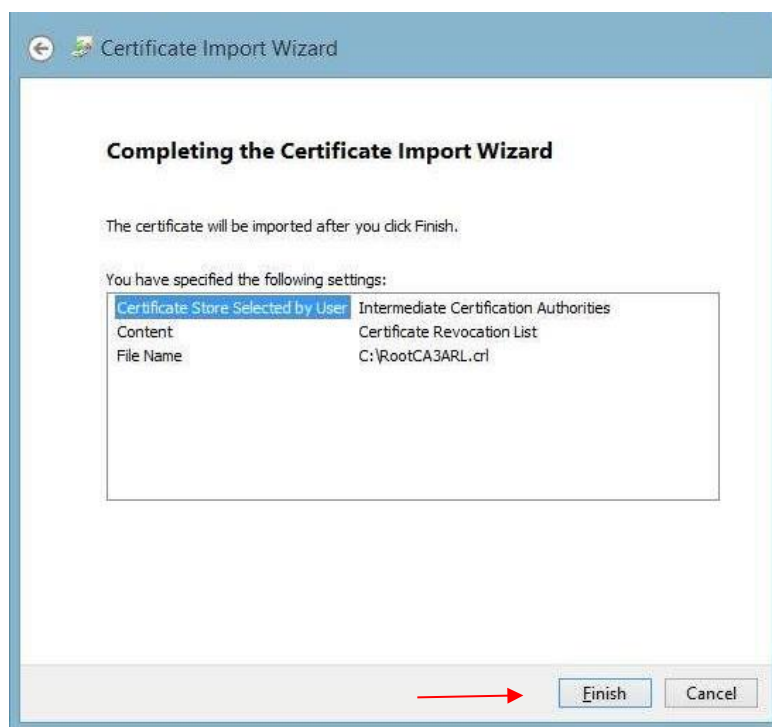 Certificate Import Wizard
Completing the Certificate Import Wizard
The certificate will be imported after you click Finish.
You have specified the following settings:
Certificate Store Selected by User Intermediate Certification Authorities
Content Certificate Revocation List
File Name C:\RootCA3ARL.crl
Finish Cancel